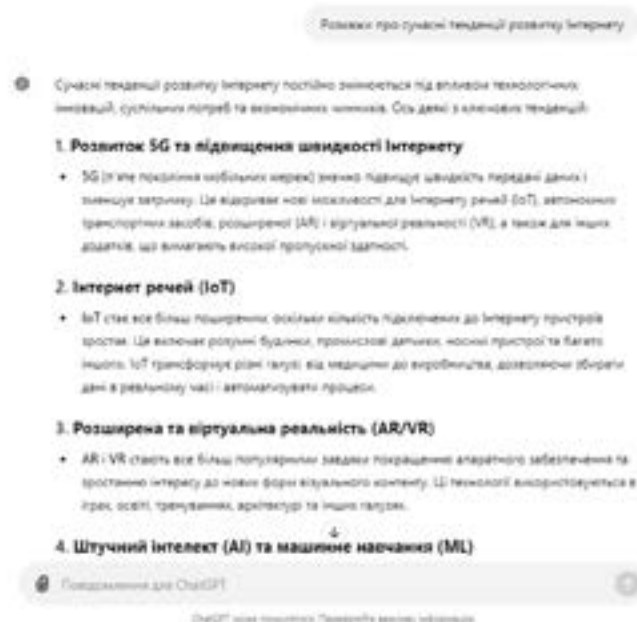 Розкажи про сучасні тенденції розвитку Інтернету
Сучасні тенденції розвитку Інтернету постійно змінюються під впливом технологічних
інновацій, суспільних потреб та економічних чинників. Ось деякі з ключових тенденцій:
1. Розвиток 5G та підвищення швидкості Інтернету
• 5G (п'яте покоління мобільних мереж) значно підвищує швидкість передачі даних і
зменшує затримку. Це відкриває нові можливості для Інтернету речей (IoT), автономних
транспортних засобів, розширеної (AR) і віртуальної реальності (VR), а також для інших
додатків, що вимагають високої пропускної здатності.
2. Інтернет речей (IoT)
• IoT стає все більш поширеним, оскільки кількість підключених до Інтернету пристроїв
зростає. Це включає розумні будинки, промислові датчики, носимі пристрої та багато
іншого. IoT трансформує різні галузі, від медицини до виробництва, дозволяючи збирати
дані в реальному часі і автоматизувати процеси.
3. Розширена та віртуальна реальність (AR/VR)
• AR і VR стають все більш популярними завдяки покращенню апаратного забезпечення та
зростанню інтересу до нових форм візуального контенту. Ці технології використовуються в
іграх, освіті, тренуваннях, архітектурі та інших галузях.
4. Штучний інтелект (AI) та машинне навчання (ML)
Повідомлення для ChatGPT
ChatGPT може помилятися. Перевіряйте важливу інформацію.